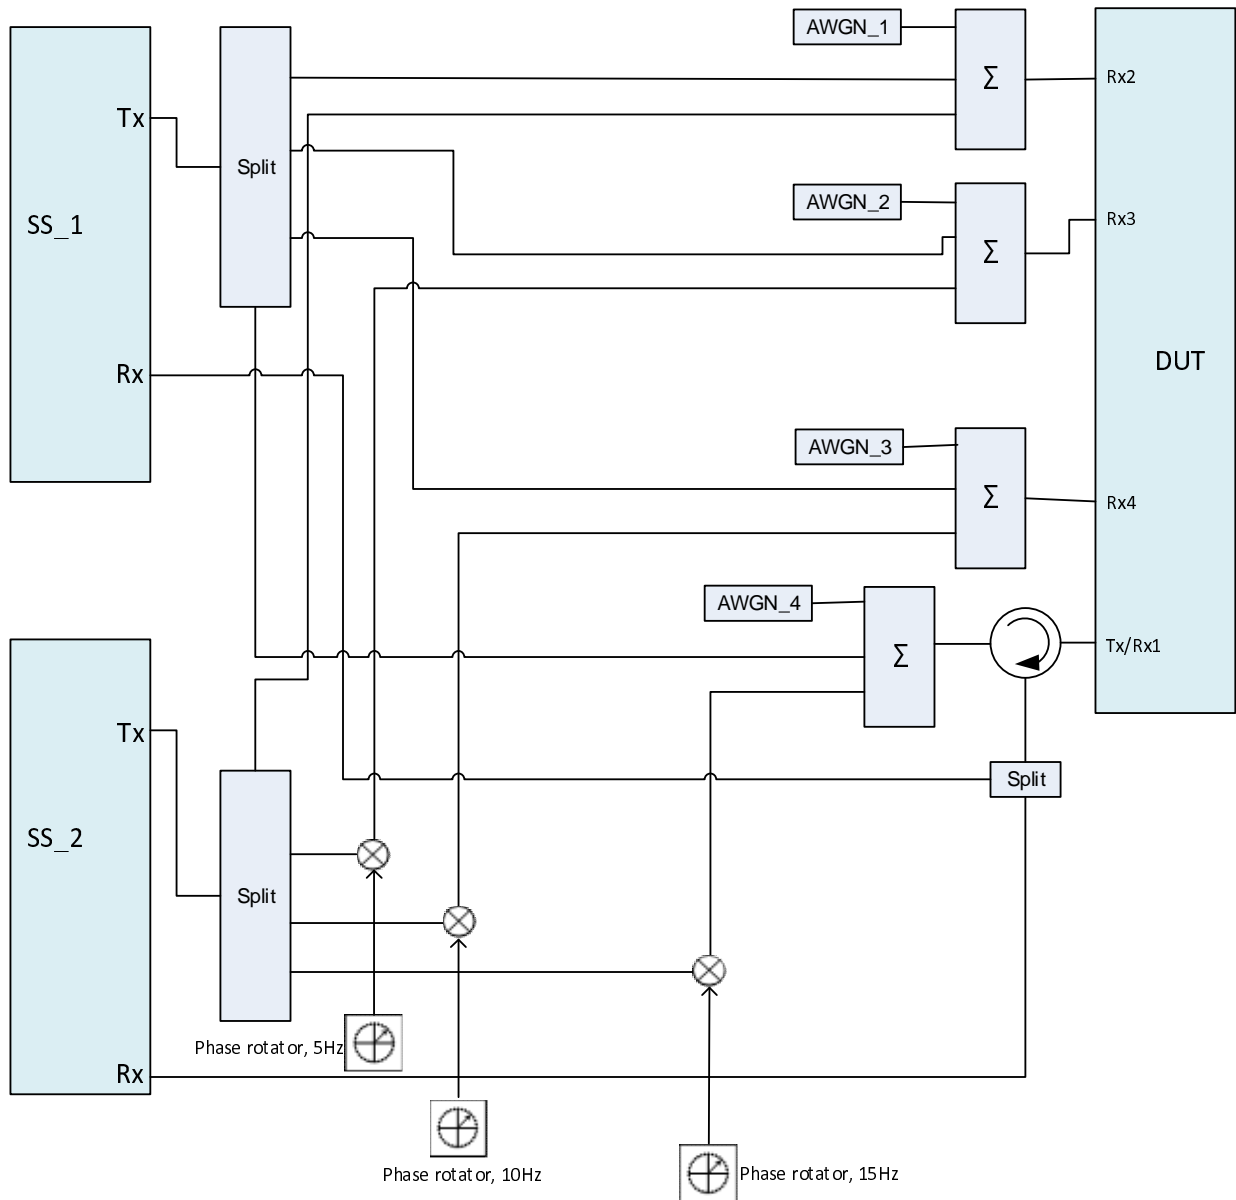 AWGN_1
Σ
Rx2
Tx
Split
AWGN_2
Σ
Rx3
SS_1
DUT
Rx
AWGN_3
Σ
Rx4
AWGN_4
Σ
Tx/Rx1
Tx
Split
SS_2
Split
Phase rotator, 5Hz
Rx
Phase rotator, 10Hz
Phase rotator, 15Hz